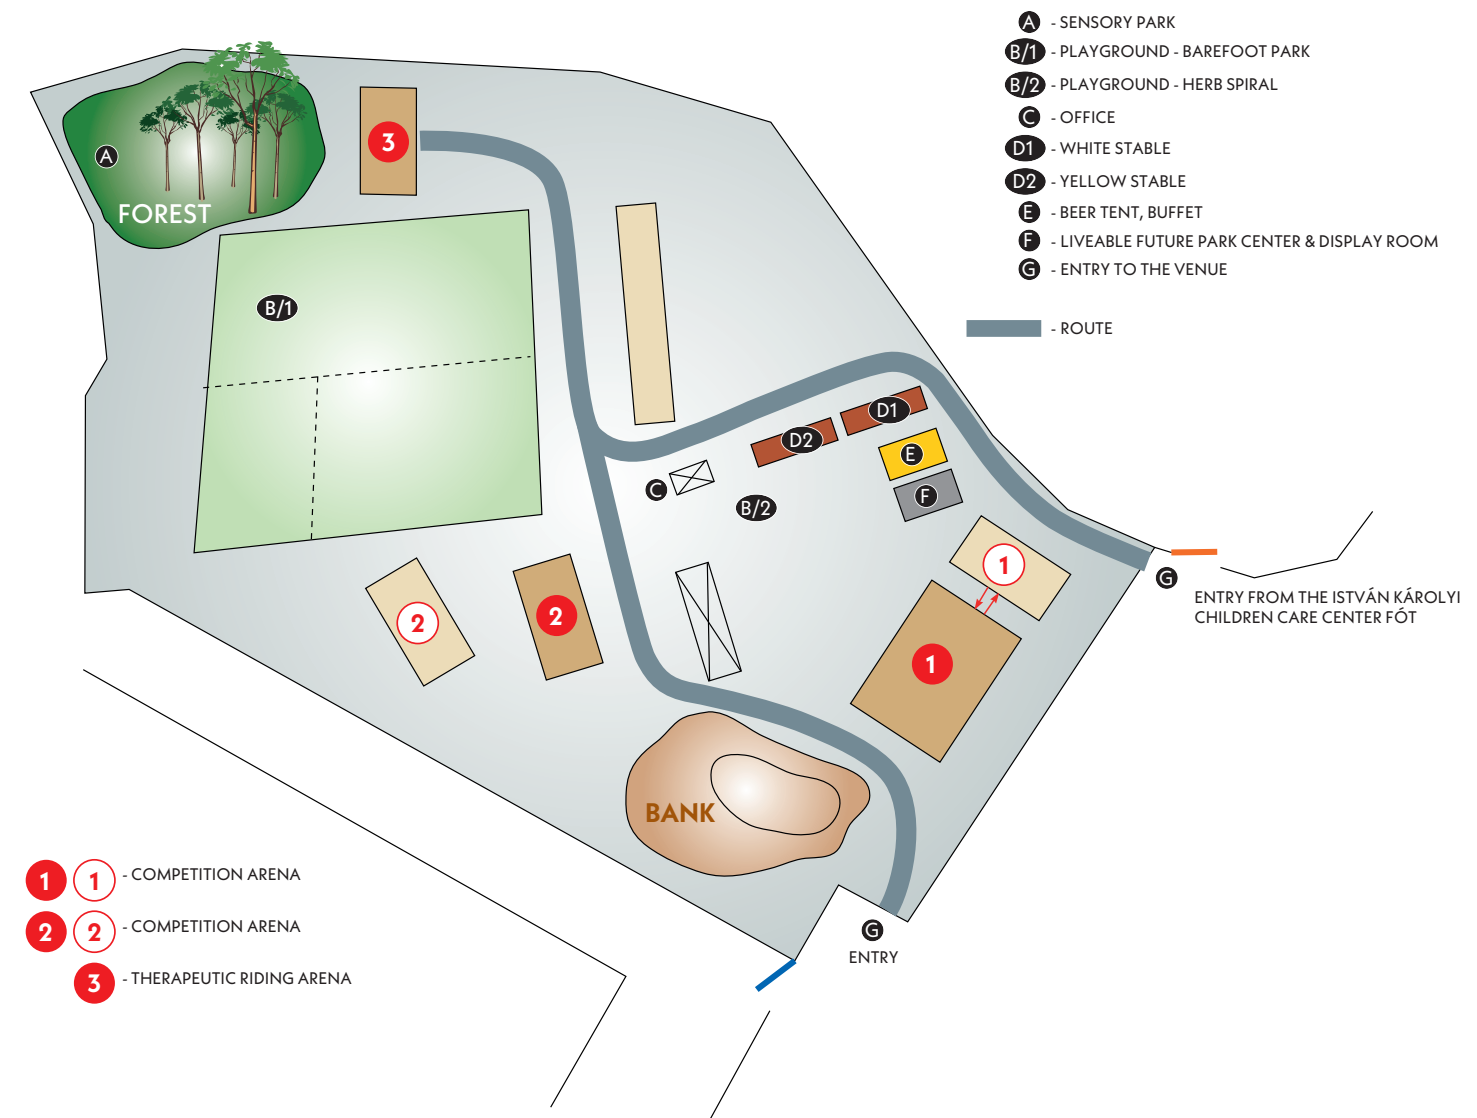 A - SENSORY PARK
B/1 - PLAYGROUND - BAREFOOT PARK
B/2 - PLAYGROUND - HERB SPIRAL
C - OFFICE
D1 - WHITE STABLE
D2 - YELLOW STABLE
E - BEER TENT, BUFFET
F - LIVEABLE FUTURE PARK CENTER & DISPLAY ROOM
G - ENTRY TO THE VENUE
- ROUTE
3
A
FOREST
B/1
D1
D2
E
C
F
B/2
1
G
ENTRY FROM THE ISTVÁN KÁROLYI
CHILDREN CARE CENTER FÓT
2
2
1
BANK
1 1 - COMPETITION ARENA
2 2 - COMPETITION ARENA
3 - THERAPEUTIC RIDING ARENA
G
ENTRY